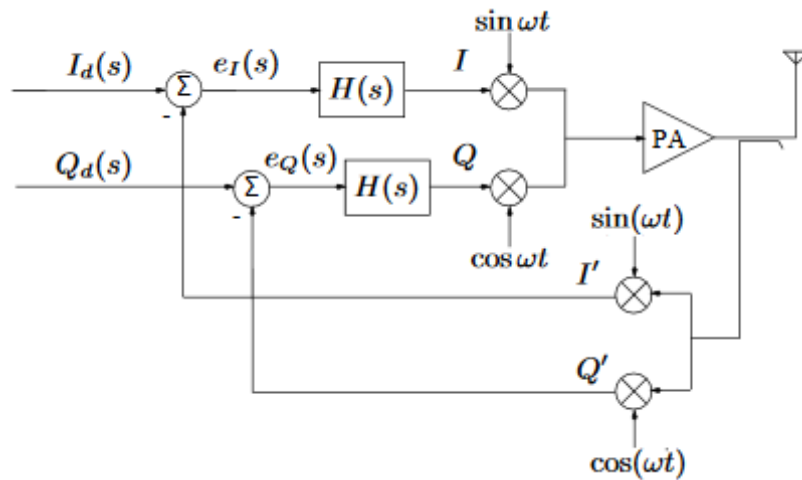 sin ωt
I_d(s)
Σ
e_I(s)
H(s)
I
-
PA
Q_d(s)
Σ
e_Q(s)
H(s)
Q
-
cos ωt
sin(ωt)
I′
Q′
cos(ωt)